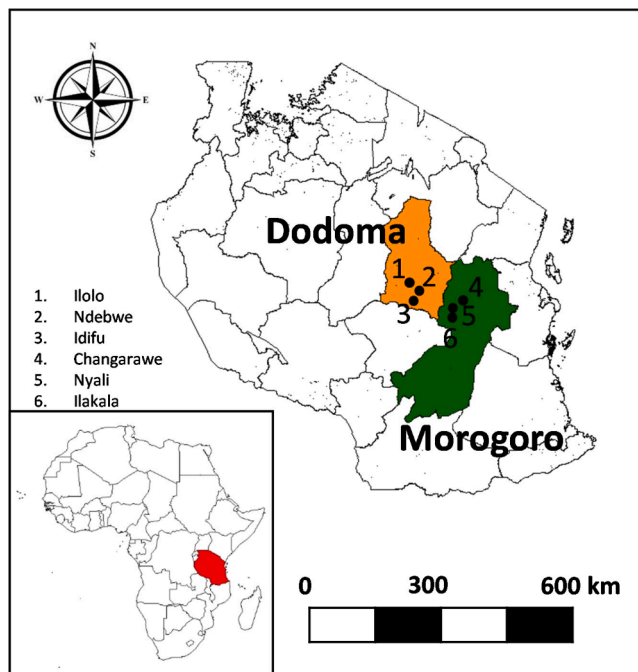 N
W
E
S
Dodoma
1
2
3
4
5
6
Morogoro
1. Ilolo
2. Ndebwe
3. Idifu
4. Changarawe
5. Nyali
6. Ilakala
0 300 600 km